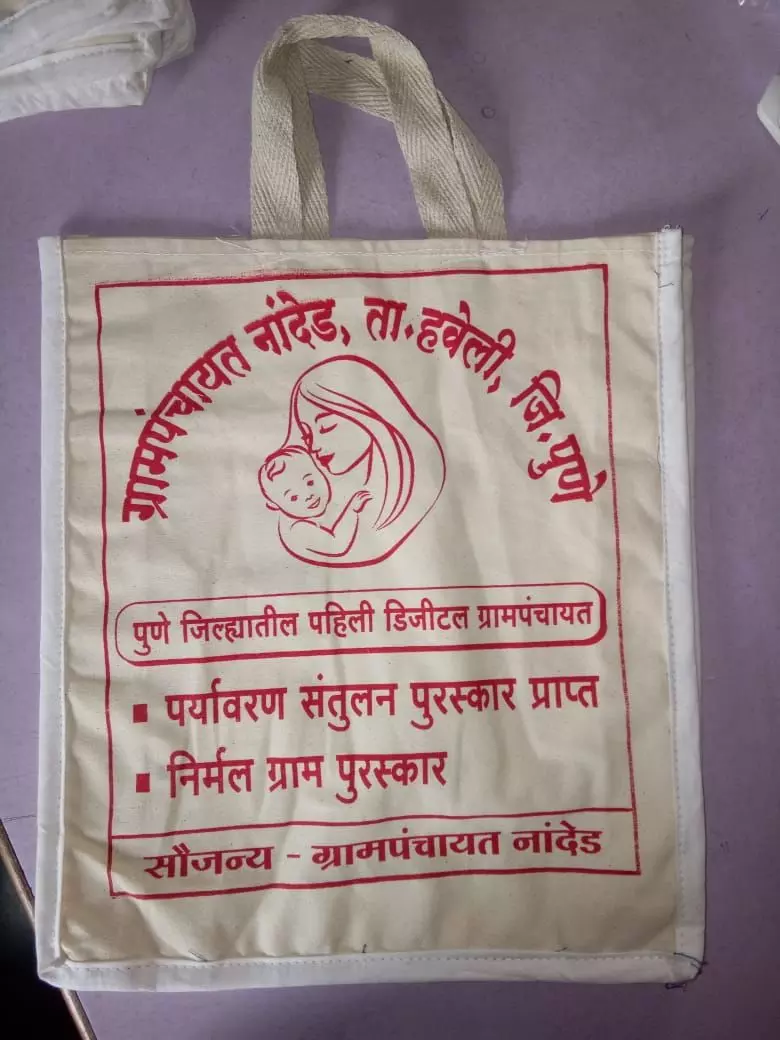 ग्रामपंचायत नांदेड, ता.हवेली, जि.पुणे
पुणे जिल्ह्यातील पहिली डिजीटल ग्रामपंचायत
▪ पर्यावरण संतुलन पुरस्कार प्राप्त
▪ निर्मल ग्राम पुरस्कार
सौजन्य - ग्रामपंचायत नांदेड